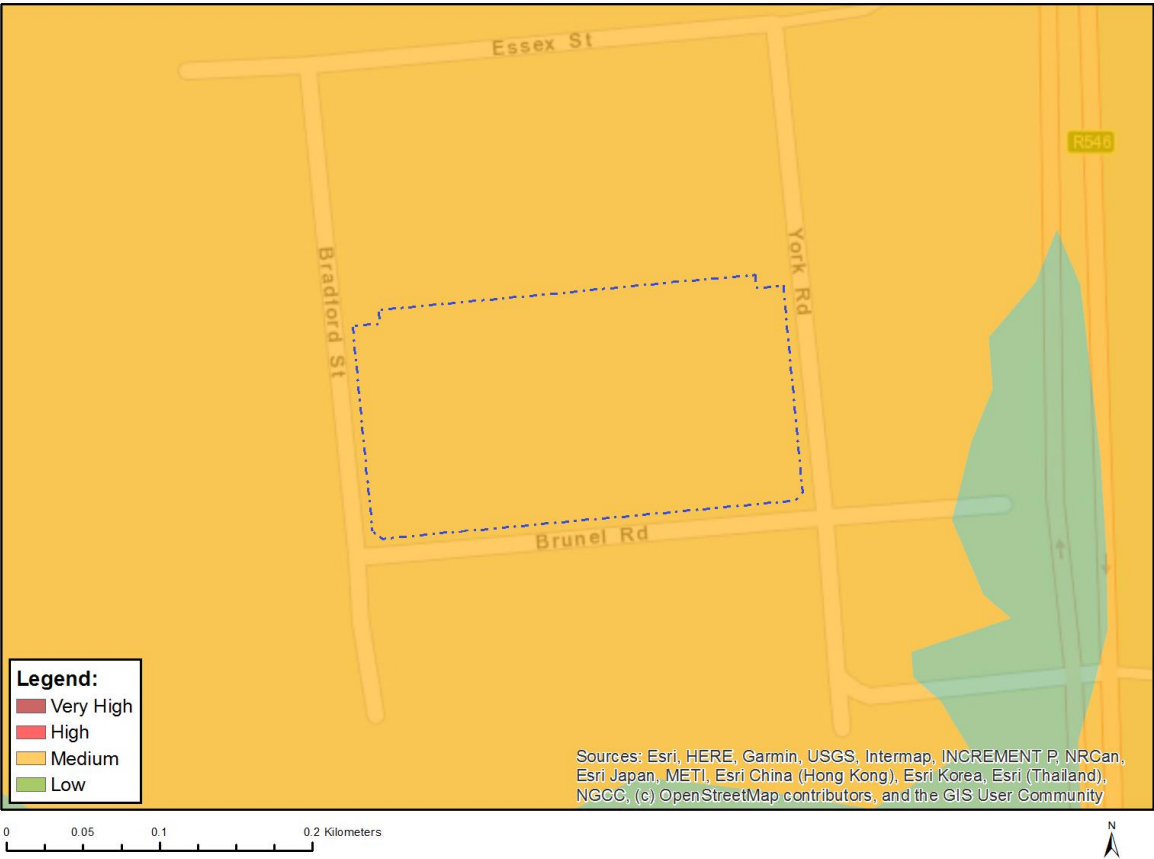 Essex St
R546
York Rd
Bradford St
Brunel Rd
Legend:
Very High
High
Medium
Low
Sources: Esri, HERE, Garmin, USGS, Intermap, INCREMENT P, NRCan,
Esri Japan, METI, Esri China (Hong Kong), Esri Korea, Esri (Thailand),
NGCC, (c) OpenStreetMap contributors, and the GIS User Community
0 0.05 0.1 0.2 Kilometers
N